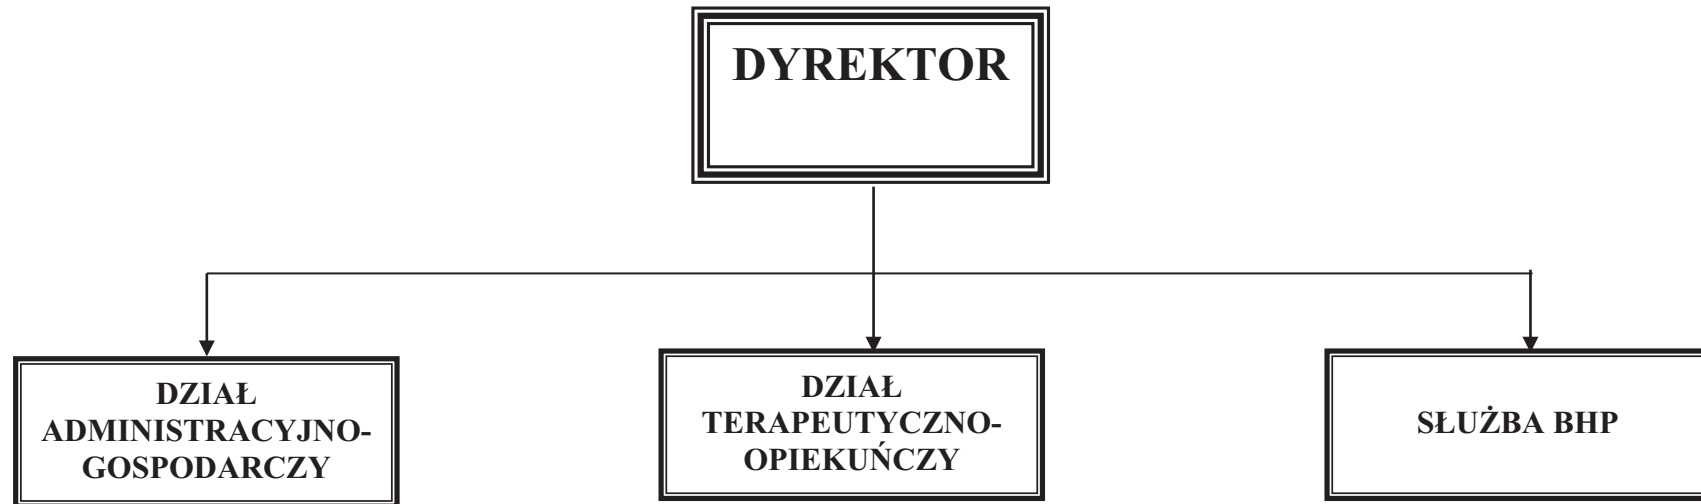 DYREKTOR
DZIAŁ
ADMINISTRACYJNO-
GOSPODARCZY
DZIAŁ
TERAPEUTYCZNO-
OPIEKUŃCZY
SŁUŻBA BHP